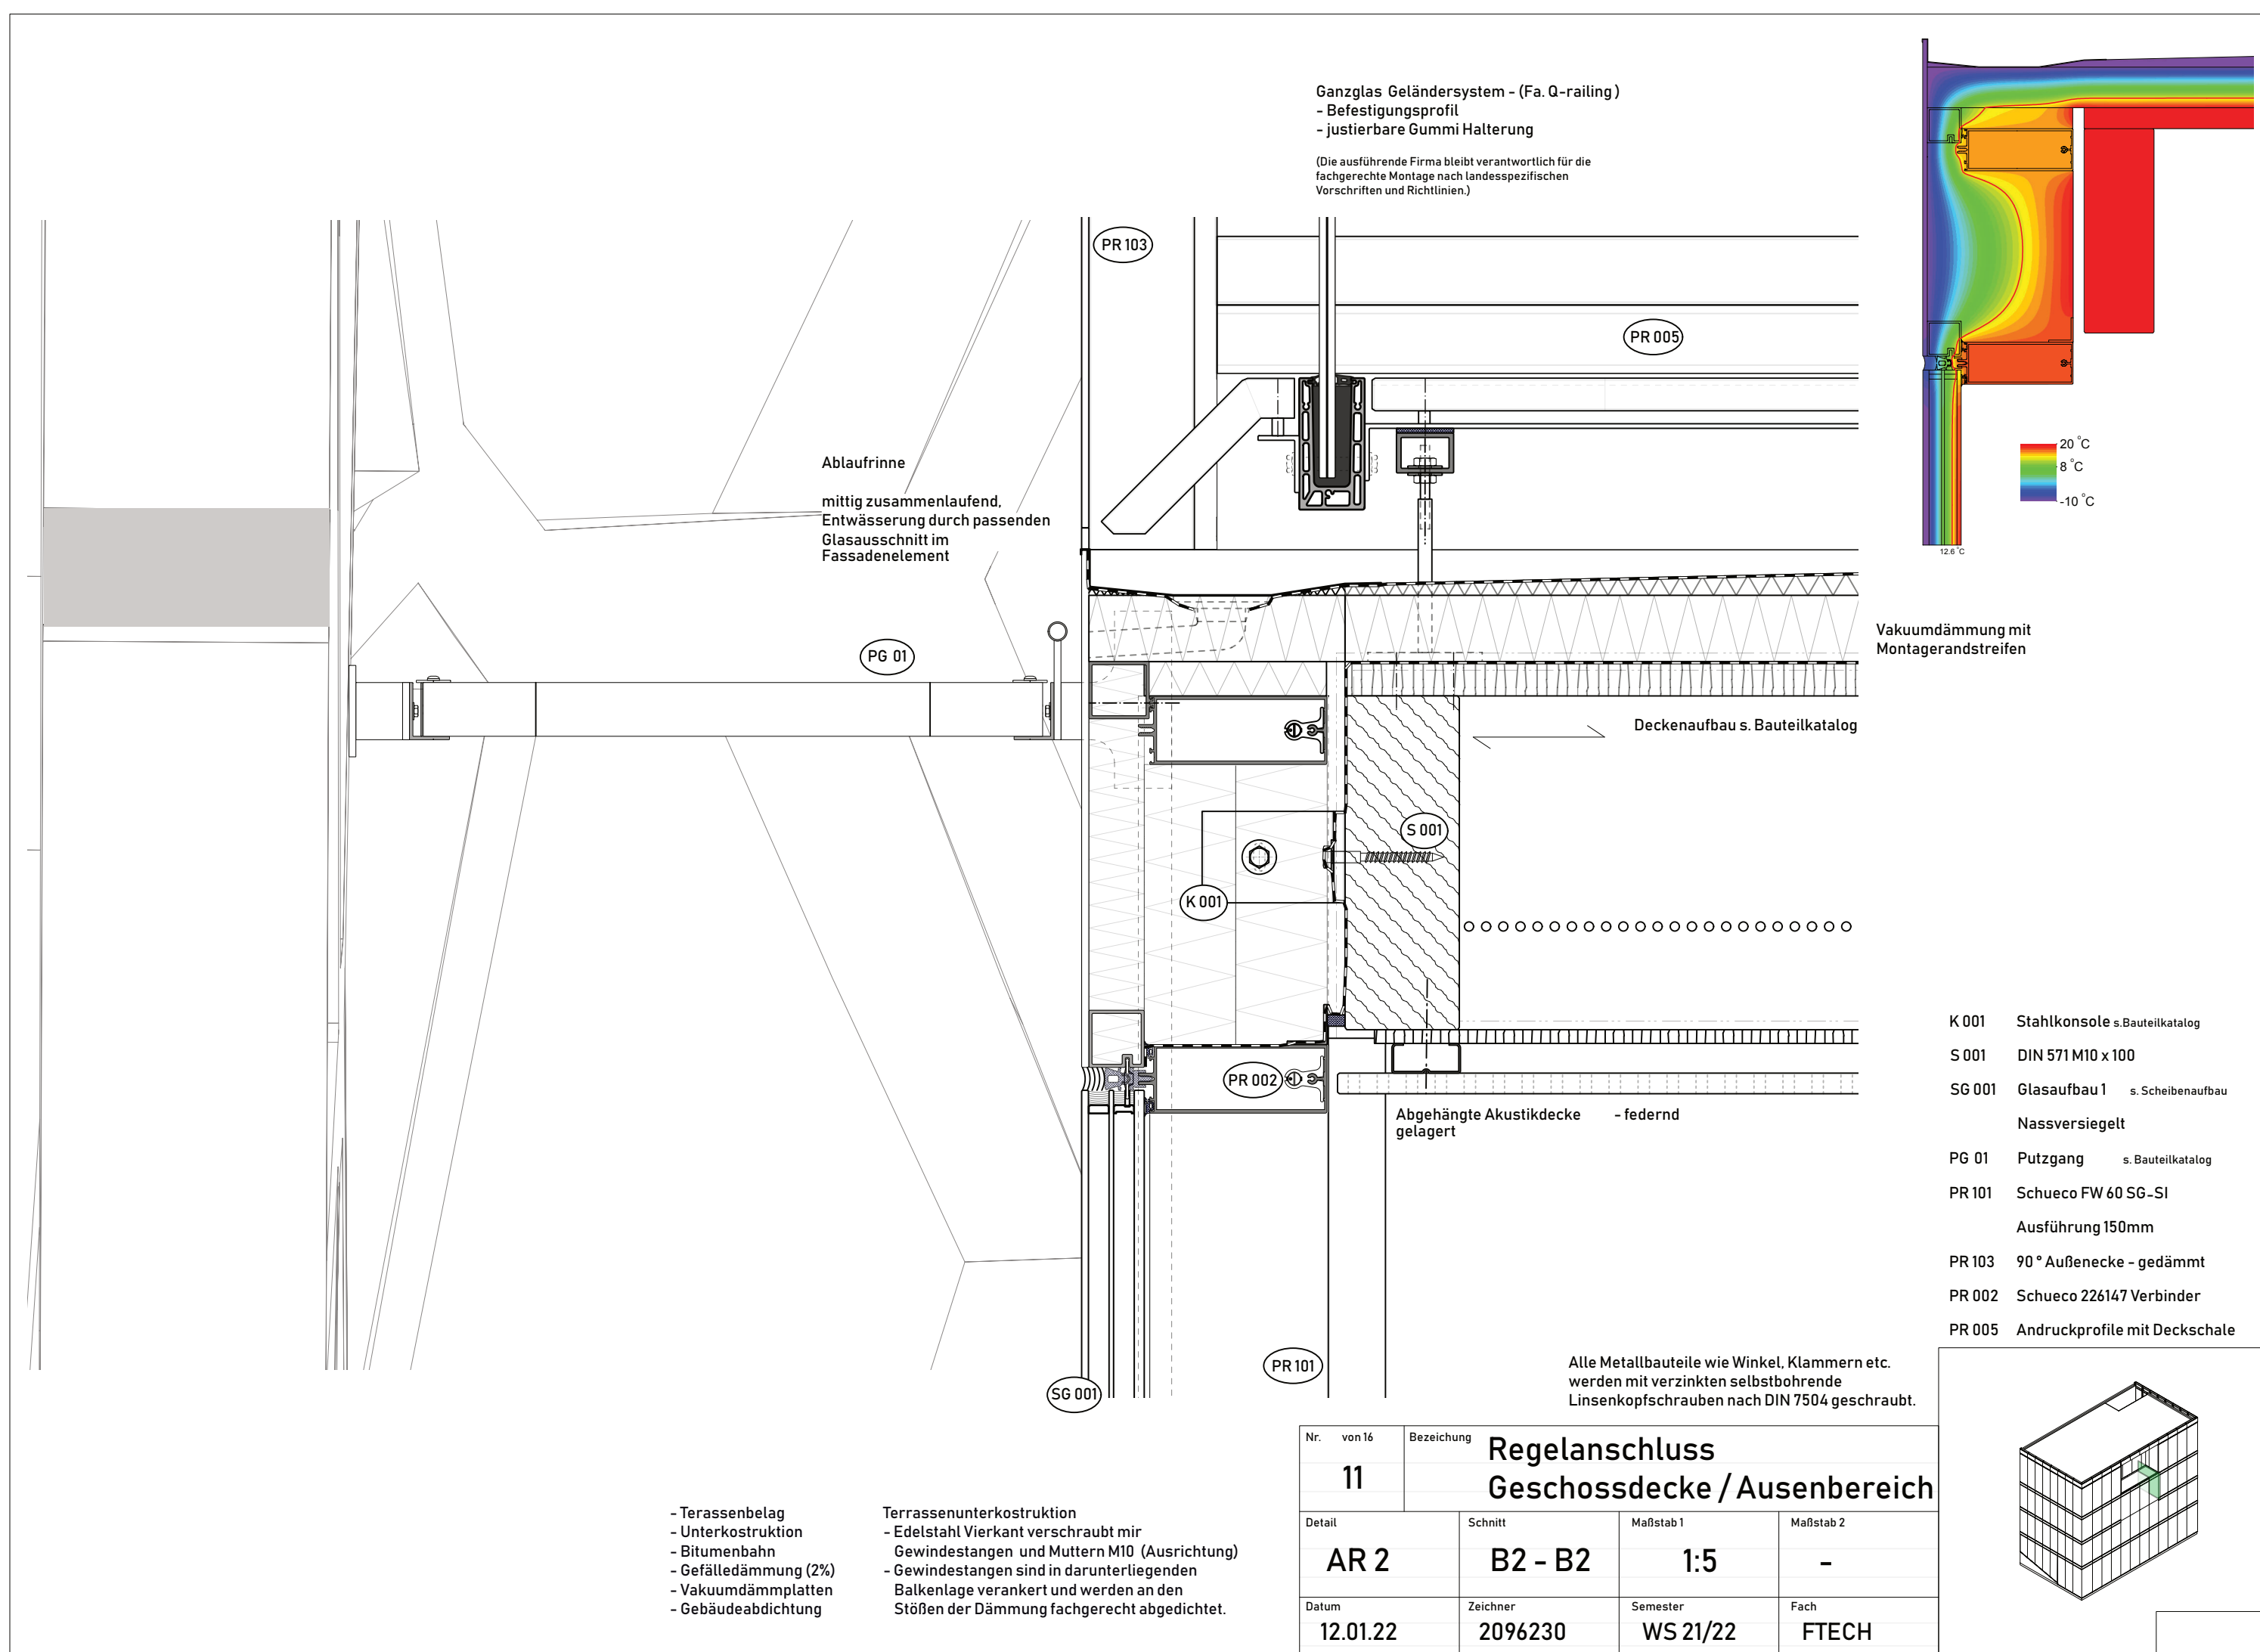 Ganzglas Geländersystem - (Fa. Q-railing )
- Befestigungsprofil
- justierbare Gummi Halterung
(Die ausführende Firma bleibt verantwortlich für die
fachgerechte Montage nach landesspezifischen
Vorschriften und Richtlinien.)
PR 103
PR 005
20 °C
8 °C
-10 °C
12.6 °C
Ablaufrinne
mittig zusammenlaufend,
Entwässerung durch passenden
Glasausschnitt im
Fassadenelement
PG 01
Vakuumdämmung mit
Montagerandstreifen
Deckenaufbau s. Bauteilkatalog
S 001
K 001
PR 002
Abgehängte Akustikdecke - federnd
gelagert
PR 101
SG 001
K 001 Stahlkonsole s.Bauteilkatalog
S 001 DIN 571 M10 x 100
SG 001 Glasaufbau 1 s. Scheibenaufbau
Nassversiegelt
PG 01 Putzgang s. Bauteilkatalog
PR 101 Schueco FW 60 SG-SI
Ausführung 150mm
PR 103 90 ° Außenecke - gedämmt
PR 002 Schueco 226147 Verbinder
PR 005 Andruckprofile mit Deckschale
Alle Metallbauteile wie Winkel, Klammern etc.
werden mit verzinkten selbstbohrende
Linsenkopfschrauben nach DIN 7504 geschraubt.
- Terassenbelag
- Unterkostruktion
- Bitumenbahn
- Gefälledämmung (2%)
- Vakuumdämmplatten
- Gebäudeabdichtung
Terrassenunterkostruktion
- Edelstahl Vierkant verschraubt mir
Gewindestangen und Muttern M10 (Ausrichtung)
- Gewindestangen sind in darunterliegenden
Balkenlage verankert und werden an den
Stößen der Dämmung fachgerecht abgedichtet.
Nr. von 16
11
Bezeichung
Regelanschluss
Geschossdecke / Ausenbereich
Detail
AR 2
Schnitt
B2 - B2
Maßstab 1
1:5
Maßstab 2
-
Datum
12.01.22
Zeichner
2096230
Semester
WS 21/22
Fach
FTECH